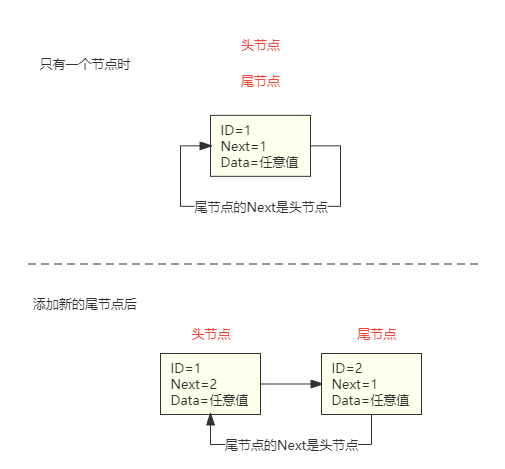 头节点
只有一个节点时
尾节点
ID=1
Next=1
Data=任意值
尾节点的Next是头节点
添加新的尾节点后
头节点
尾节点
ID=1
Next=2
Data=任意值
ID=2
Next=1
Data=任意值
尾节点的Next是头节点